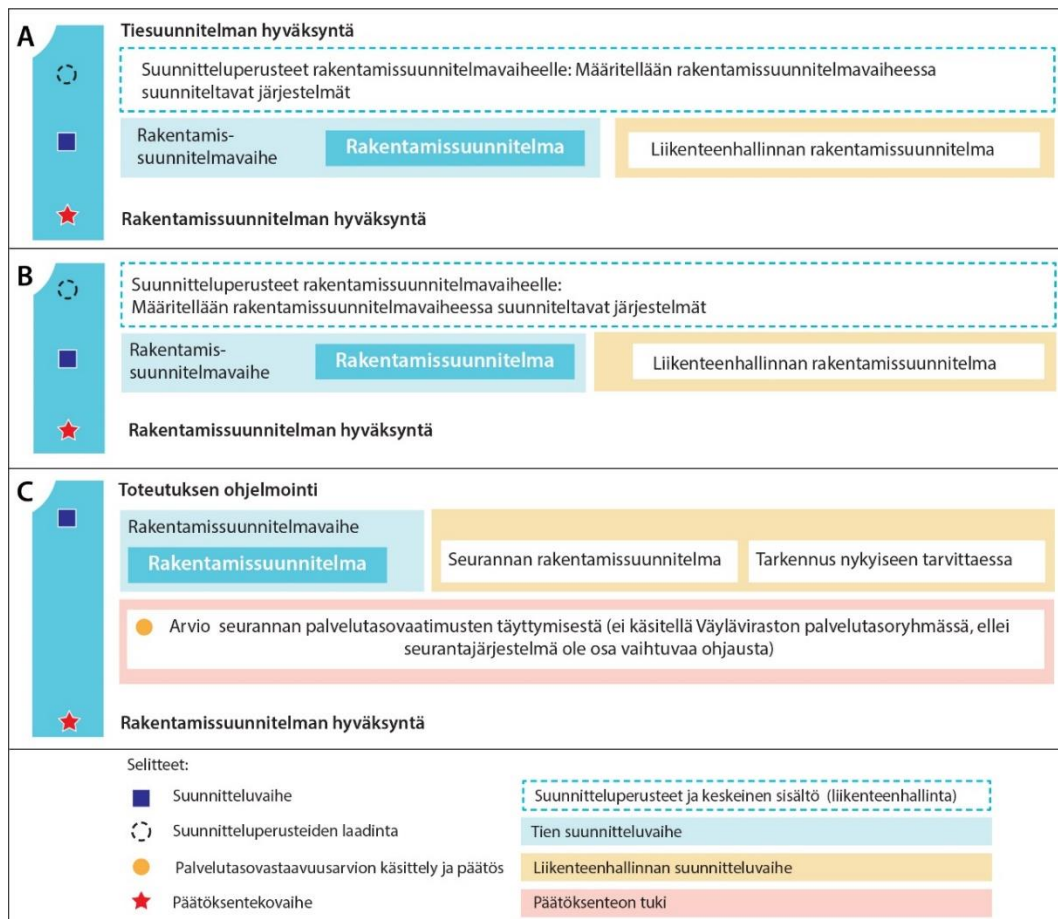 A
Tiesuunnitelman hyväksyntä
Suunnitteluperusteet rakentamissuunnitelmavaiheelle: Määritellään rakentamissuunnitelmavaiheessa
suunniteltavat järjestelmät
Rakentamis-
suunnitelmavaihe
Rakentamissuunnitelma
Liikenteenhallinnan rakentamissuunnitelma
Rakentamissuunnitelman hyväksyntä
B
Suunnitteluperusteet rakentamissuunnitelmavaiheelle:
Määritellään rakentamissuunnitelmavaiheessa suunniteltavat järjestelmät
Rakentamis-
suunnitelmavaihe
Rakentamissuunnitelma
Liikenteenhallinnan rakentamissuunnitelma
Rakentamissuunnitelman hyväksyntä
C
Toteutuksen ohjelmointi
Rakentamissuunnitelmavaihe
Rakentamissuunnitelma
Seurannan rakentamissuunnitelma
Tarkennus nykyiseen tarvittaessa
Arvio seurannan palvelutasovaatimusten täyttymisestä (ei käsitellä Väyläviraston palvelutasoryhmässä, ellei
seurantajärjestelmä ole osa vaihtuvaa ohjausta)
Rakentamissuunnitelman hyväksyntä
Selitteet:
Suunnitteluvaihe
Suunnitteluperusteiden laadinta
Palvelutasovastaavuusarvion käsittely ja päätös
Päätöksentekovaihe
Suunnitteluperusteet ja keskeinen sisältö (liikenteenhallinta)
Tien suunnitteluvaihe
Liikenteenhallinnan suunnitteluvaihe
Päätöksenteon tuki